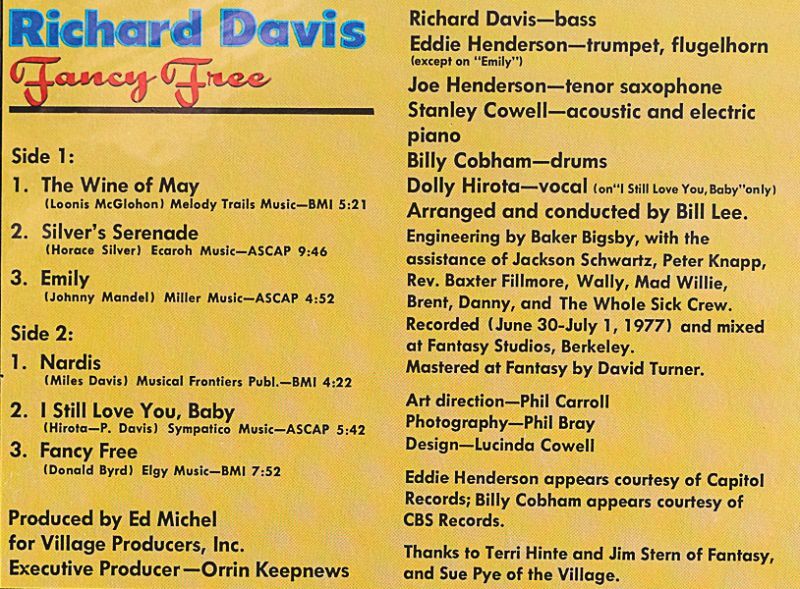 Richard Davis
Fancy Free
Side 1:
1. The Wine of May
(Loonis McGlohon) Melody Trails Music—BMI 5:21
2. Silver's Serenade
(Horace Silver) Ecaroh Music—ASCAP 9:46
3. Emily
(Johnny Mandel) Miller Music—ASCAP 4:52
Side 2:
1. Nardis
(Miles Davis) Musical Frontiers Publ.—BMI 4:22
2. I Still Love You, Baby
(Hirota—P. Davis) Sympatico Music—ASCAP 5:42
3. Fancy Free
(Donald Byrd) Elgy Music—BMI 7:52
Produced by Ed Michel
for Village Producers, Inc.
Executive Producer—Orrin Keepnews
Richard Davis—bass
Eddie Henderson—trumpet, flugelhorn
(except on "Emily")
Joe Henderson—tenor saxophone
Stanley Cowell—acoustic and electric
piano
Billy Cobham—drums
Dolly Hirota—vocal (on"I Still Love You, Baby"only)
Arranged and conducted by Bill Lee.
Engineering by Baker Bigsby, with the
assistance of Jackson Schwartz, Peter Knapp,
Rev. Baxter Fillmore, Wally, Mad Willie,
Brent, Danny, and The Whole Sick Crew.
Recorded (June 30-July 1, 1977) and mixed
at Fantasy Studios, Berkeley.
Mastered at Fantasy by David Turner.
Art direction—Phil Carroll
Photography—Phil Bray
Design—Lucinda Cowell
Eddie Henderson appears courtesy of Capitol
Records; Billy Cobham appears courtesy of
CBS Records.
Thanks to Terri Hinte and Jim Stern of Fantasy,
and Sue Pye of the Village.